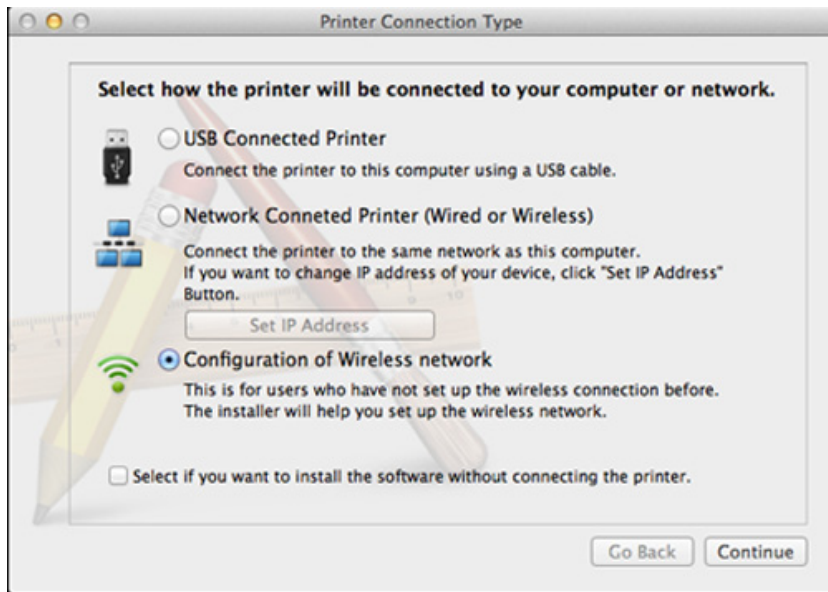 Printer Connection Type
Select how the printer will be connected to your computer or network.
USB Connected Printer
Connect the printer to this computer using a USB cable.
Network Conneted Printer (Wired or Wireless)
Connect the printer to the same network as this computer.
If you want to change IP address of your device, click "Set IP Address"
Button.
Set IP Address
Configuration of Wireless network
This is for users who have not set up the wireless connection before.
The installer will help you set up the wireless network.
Select if you want to install the software without connecting the printer.
Go Back Continue